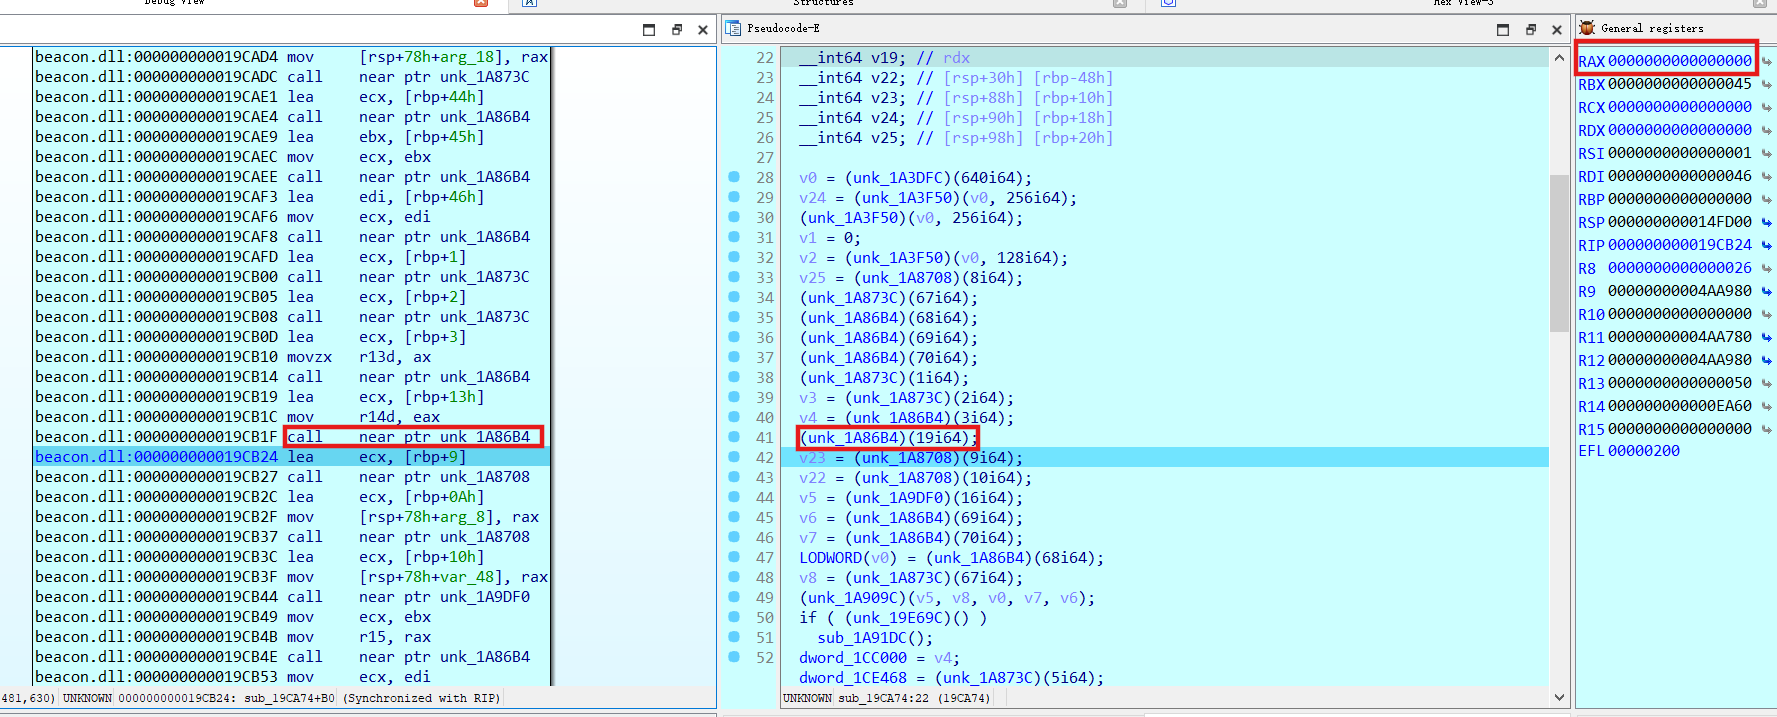 Debug View
Structures
Hex View-3
Pseudocode-E
General registers
beacon.dll:000000000019CAD4 mov [rsp+78h+arg_18], rax
beacon.dll:000000000019CADC call near ptr unk_1A873C
beacon.dll:000000000019CAE1 lea ecx, [rbp+44h]
beacon.dll:000000000019CAE4 call near ptr unk_1A86B4
beacon.dll:000000000019CAE9 lea ebx, [rbp+45h]
beacon.dll:000000000019CAEC mov ecx, ebx
beacon.dll:000000000019CAEE call near ptr unk_1A86B4
beacon.dll:000000000019CAF3 lea edi, [rbp+46h]
beacon.dll:000000000019CAF6 mov ecx, edi
beacon.dll:000000000019CAF8 call near ptr unk_1A86B4
beacon.dll:000000000019CAFD lea ecx, [rbp+1]
beacon.dll:000000000019CB00 call near ptr unk_1A873C
beacon.dll:000000000019CB05 lea ecx, [rbp+2]
beacon.dll:000000000019CB08 call near ptr unk_1A873C
beacon.dll:000000000019CB0D lea ecx, [rbp+3]
beacon.dll:000000000019CB10 movzx r13d, ax
beacon.dll:000000000019CB14 call near ptr unk_1A86B4
beacon.dll:000000000019CB19 lea ecx, [rbp+13h]
beacon.dll:000000000019CB1C mov r14d, eax
beacon.dll:000000000019CB1F call near ptr unk_1A86B4
beacon.dll:000000000019CB24 lea ecx, [rbp+9]
beacon.dll:000000000019CB27 call near ptr unk_1A8708
beacon.dll:000000000019CB2C lea ecx, [rbp+0Ah]
beacon.dll:000000000019CB2F mov [rsp+78h+arg_8], rax
beacon.dll:000000000019CB37 call near ptr unk_1A8708
beacon.dll:000000000019CB3C lea ecx, [rbp+10h]
beacon.dll:000000000019CB3F mov [rsp+78h+var_48], rax
beacon.dll:000000000019CB44 call near ptr unk_1A9DF0
beacon.dll:000000000019CB49 mov ecx, ebx
beacon.dll:000000000019CB4B mov r15, rax
beacon.dll:000000000019CB4E call near ptr unk_1A86B4
beacon.dll:000000000019CB53 mov ecx, edi
481,630) UNKNOWN 000000000019CB24: sub_19CA74+B0 (Synchronized with RIP)
22 __int64 v19; // rdx
23 __int64 v22; // [rsp+30h] [rbp-48h]
24 __int64 v23; // [rsp+88h] [rbp+10h]
25 __int64 v24; // [rsp+90h] [rbp+18h]
26 __int64 v25; // [rsp+98h] [rbp+20h]
27
28 v0 = (unk_1A3DFC)(640i64);
29 v24 = (unk_1A3F50)(v0, 256i64);
30 (unk_1A3F50)(v0, 256i64);
31 v1 = 0;
32 v2 = (unk_1A3F50)(v0, 128i64);
33 v25 = (unk_1A8708)(8i64);
34 (unk_1A873C)(67i64);
35 (unk_1A86B4)(68i64);
36 (unk_1A86B4)(69i64);
37 (unk_1A86B4)(70i64);
38 (unk_1A873C)(1i64);
39 v3 = (unk_1A873C)(2i64);
40 v4 = (unk_1A86B4)(3i64);
41 (unk_1A86B4)(19i64);
42 v23 = (unk_1A8708)(9i64);
43 v22 = (unk_1A8708)(10i64);
44 v5 = (unk_1A9DF0)(16i64);
45 v6 = (unk_1A86B4)(69i64);
46 v7 = (unk_1A86B4)(70i64);
47 LODWORD(v0) = (unk_1A86B4)(68i64);
48 v8 = (unk_1A873C)(67i64);
49 (unk_1A909C)(v5, v8, v0, v7, v6);
50 if ( (unk_19E69C)() )
51 sub_1A91DC();
52 dword_1CC000 = v4;
dword_1CE468 = (unk_1A873C)(5i64);
UNKNOWN sub_19CA74:22 (19CA74)
RAX 0000000000000000
RBX 0000000000000045
RCX 0000000000000000
RDX 0000000000000000
RSI 0000000000000001
RDI 0000000000000046
RBP 0000000000000000
RSP 000000000014FD00
RIP 000000000019CB24
R8 0000000000000026
R9 00000000004AA980
R10 0000000000000000
R11 00000000004AA780
R12 00000000004AA980
R13 0000000000000050
R14 000000000000EA60
R15 0000000000000000
EFL 00000200